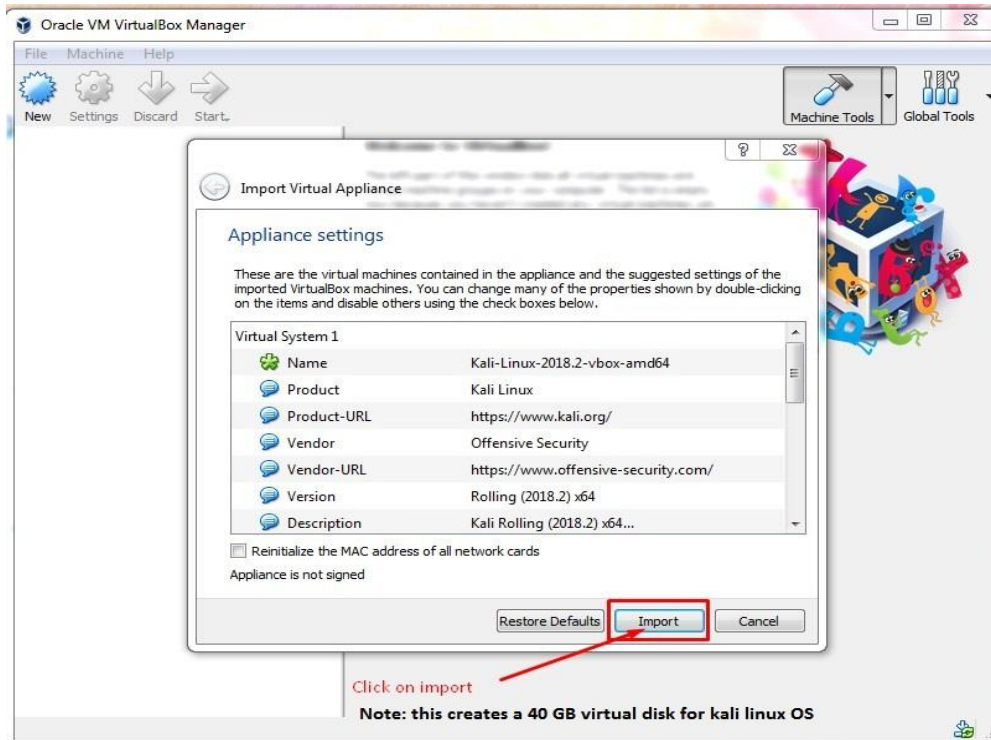 Oracle VM VirtualBox Manager
File Machine Help
New Settings Discard Start
Machine Tools Global Tools
Import Virtual Appliance
Appliance settings
These are the virtual machines contained in the appliance and the suggested settings of the
imported VirtualBox machines. You can change many of the properties shown by double-clicking
on the items and disable others using the check boxes below.
Virtual System 1
Name Kali-Linux-2018.2-vbox-amd64
Product Kali Linux
Product-URL https://www.kali.org/
Vendor Offensive Security
Vendor-URL https://www.offensive-security.com/
Version Rolling (2018.2) x64
Description Kali Rolling (2018.2) x64...
Reinitialize the MAC address of all network cards
Appliance is not signed
Restore Defaults Import Cancel
Click on import
Note: this creates a 40 GB virtual disk for kali linux OS